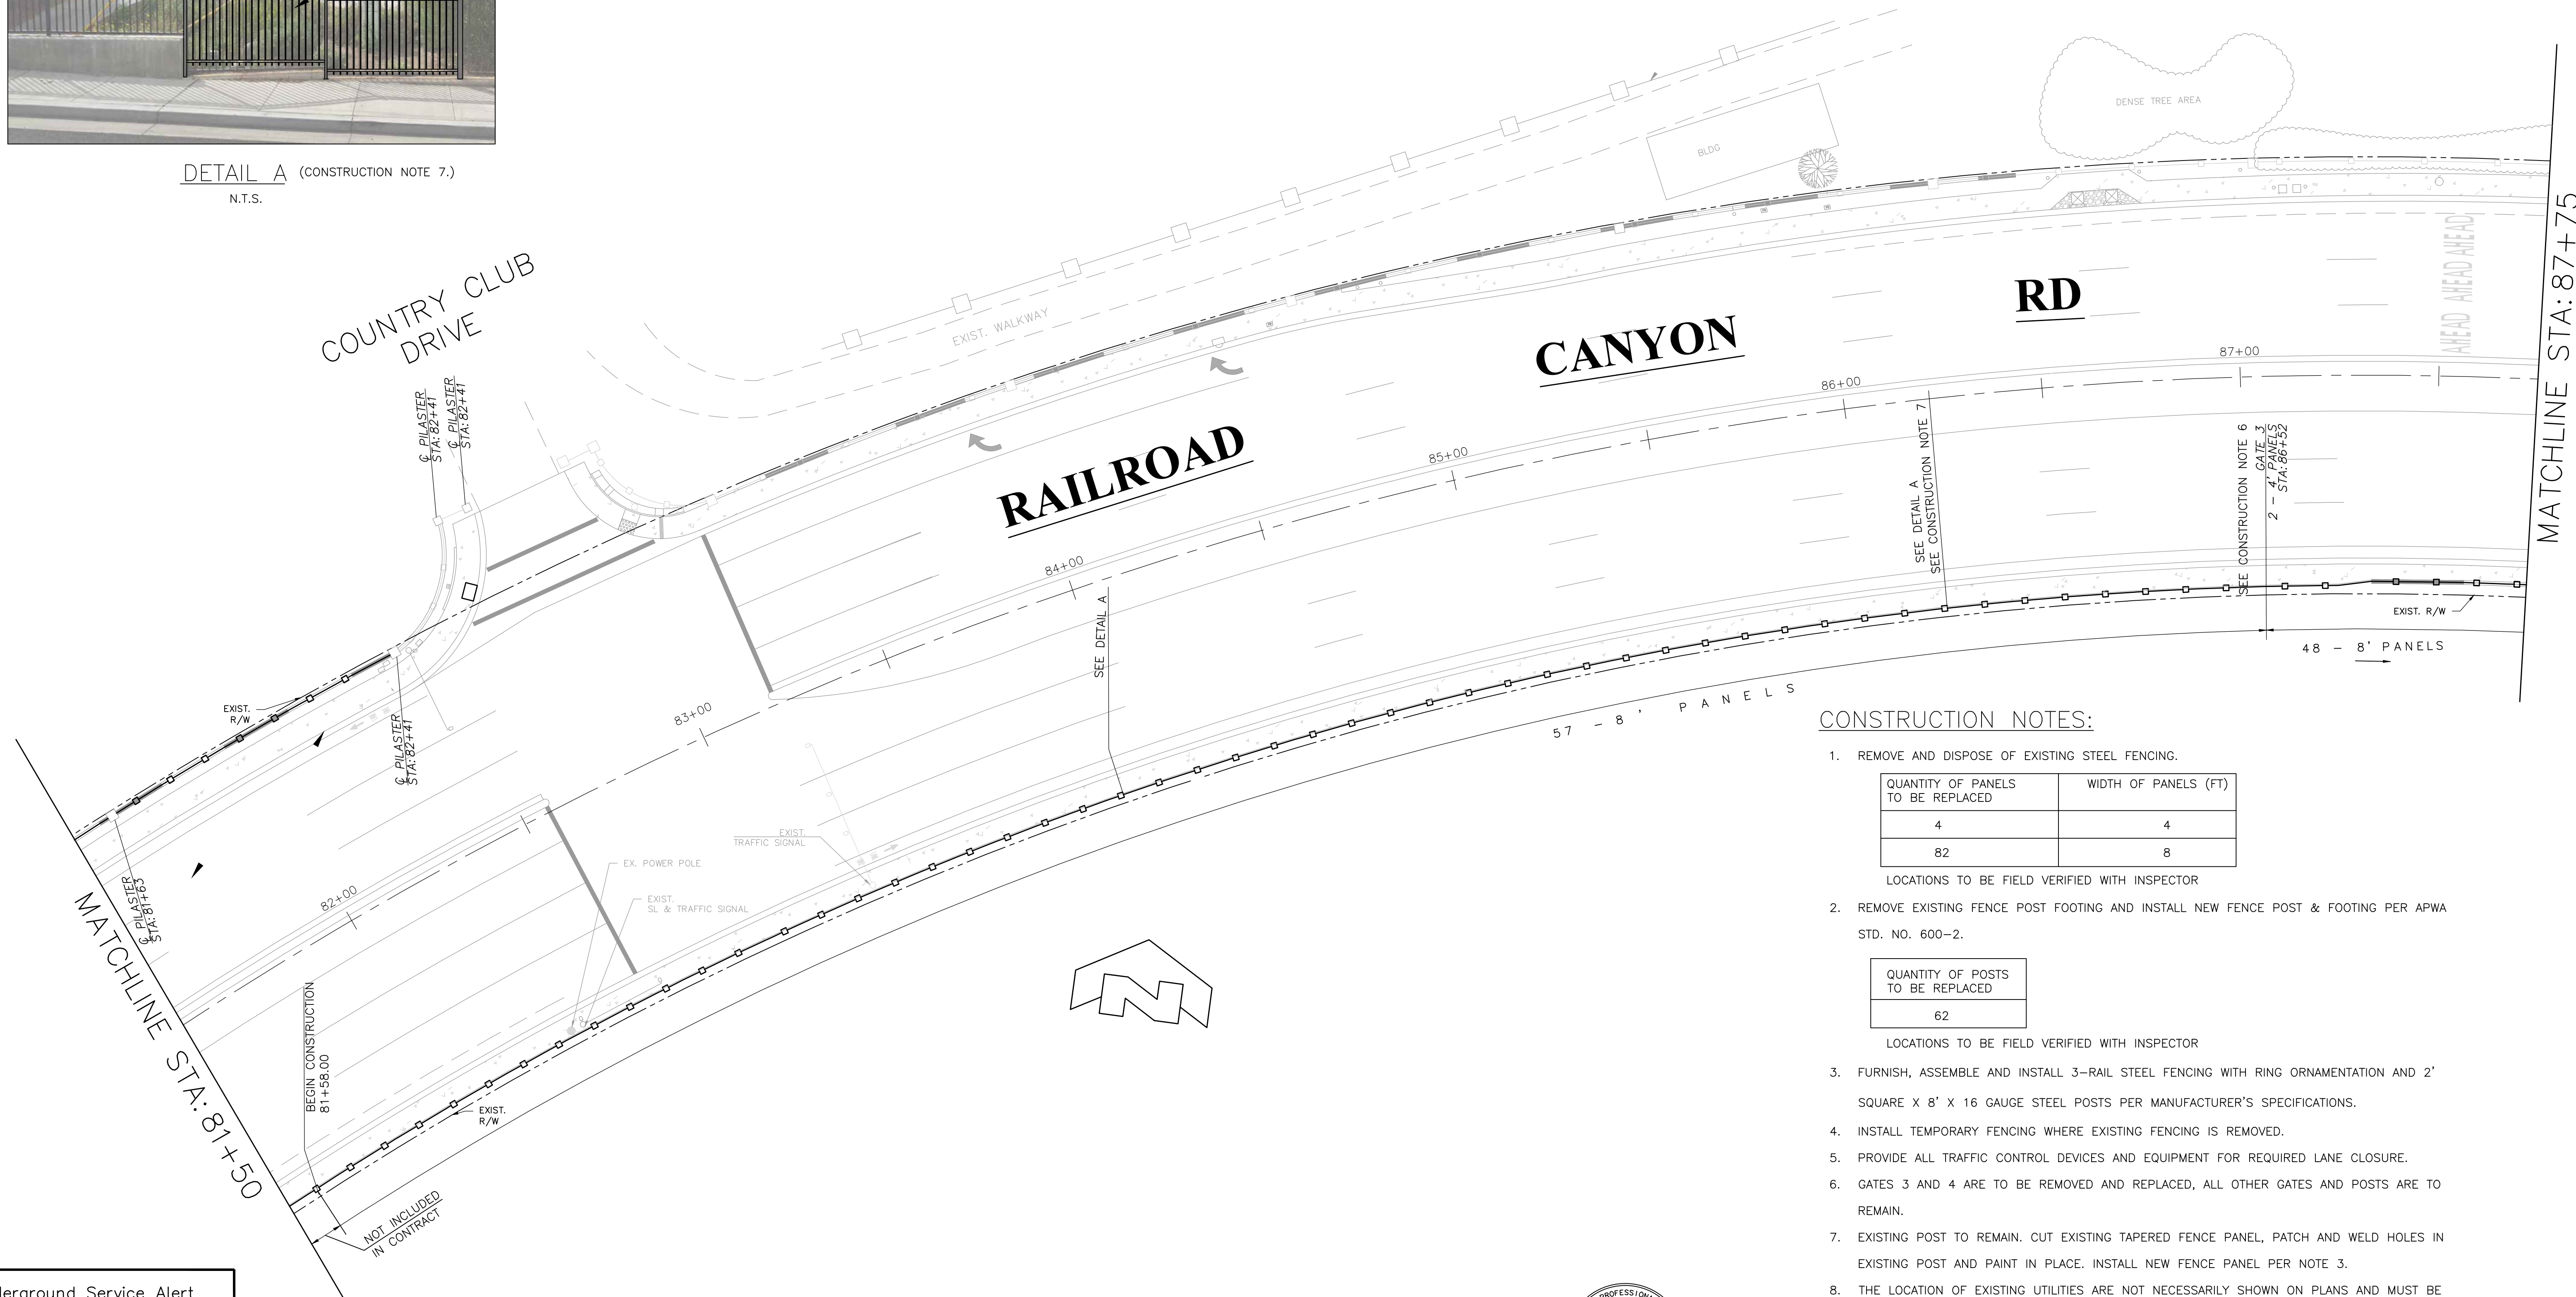 DETAIL A (CONSTRUCTION NOTE 7.)
N.T.S.
COUNTRY CLUB
DRIVE
℄ PILASTER
STA:82+41
℄ PILASTER
STA:82+41
EXIST. WALKWAY
BLDG
DENSE TREE AREA
RAILROAD
CANYON
RD
AHEAD AHEAD AHEAD
MATCHLINE STA:87+75
82+00
83+00
84+00
85+00
86+00
87+00
SEE DETAIL A
SEE DETAIL A
SEE CONSTRUCTION NOTE 7
SEE CONSTRUCTION NOTE 6
GATE 3
2 - 4' PANELS
STA:86+52
EXIST. R/W
48 - 8' PANELS
57 - 8' PANELS
EXIST.
R/W
℄ PILASTER
STA:82+41
℄ PILASTER
STA:81+63
EXIST.
TRAFFIC SIGNAL
EX. POWER POLE
EXIST.
SL & TRAFFIC SIGNAL
MATCHLINE STA:81+50
BEGIN CONSTRUCTION
81+58.00
EXIST.
R/W
NOT INCLUDED
IN CONTRACT
N
CONSTRUCTION NOTES:
1. REMOVE AND DISPOSE OF EXISTING STEEL FENCING.
QUANTITY OF PANELS
TO BE REPLACED
WIDTH OF PANELS (FT)
4 4
82 8
LOCATIONS TO BE FIELD VERIFIED WITH INSPECTOR
2. REMOVE EXISTING FENCE POST FOOTING AND INSTALL NEW FENCE POST & FOOTING PER APWA
STD. NO. 600-2.
QUANTITY OF POSTS
TO BE REPLACED
62
LOCATIONS TO BE FIELD VERIFIED WITH INSPECTOR
3. FURNISH, ASSEMBLE AND INSTALL 3-RAIL STEEL FENCING WITH RING ORNAMENTATION AND 2'
SQUARE X 8' X 16 GAUGE STEEL POSTS PER MANUFACTURER'S SPECIFICATIONS.
4. INSTALL TEMPORARY FENCING WHERE EXISTING FENCING IS REMOVED.
5. PROVIDE ALL TRAFFIC CONTROL DEVICES AND EQUIPMENT FOR REQUIRED LANE CLOSURE.
6. GATES 3 AND 4 ARE TO BE REMOVED AND REPLACED, ALL OTHER GATES AND POSTS ARE TO
REMAIN.
7. EXISTING POST TO REMAIN. CUT EXISTING TAPERED FENCE PANEL, PATCH AND WELD HOLES IN
EXISTING POST AND PAINT IN PLACE. INSTALL NEW FENCE PANEL PER NOTE 3.
8. THE LOCATION OF EXISTING UTILITIES ARE NOT NECESSARILY SHOWN ON PLANS AND MUST BE
Service Alert